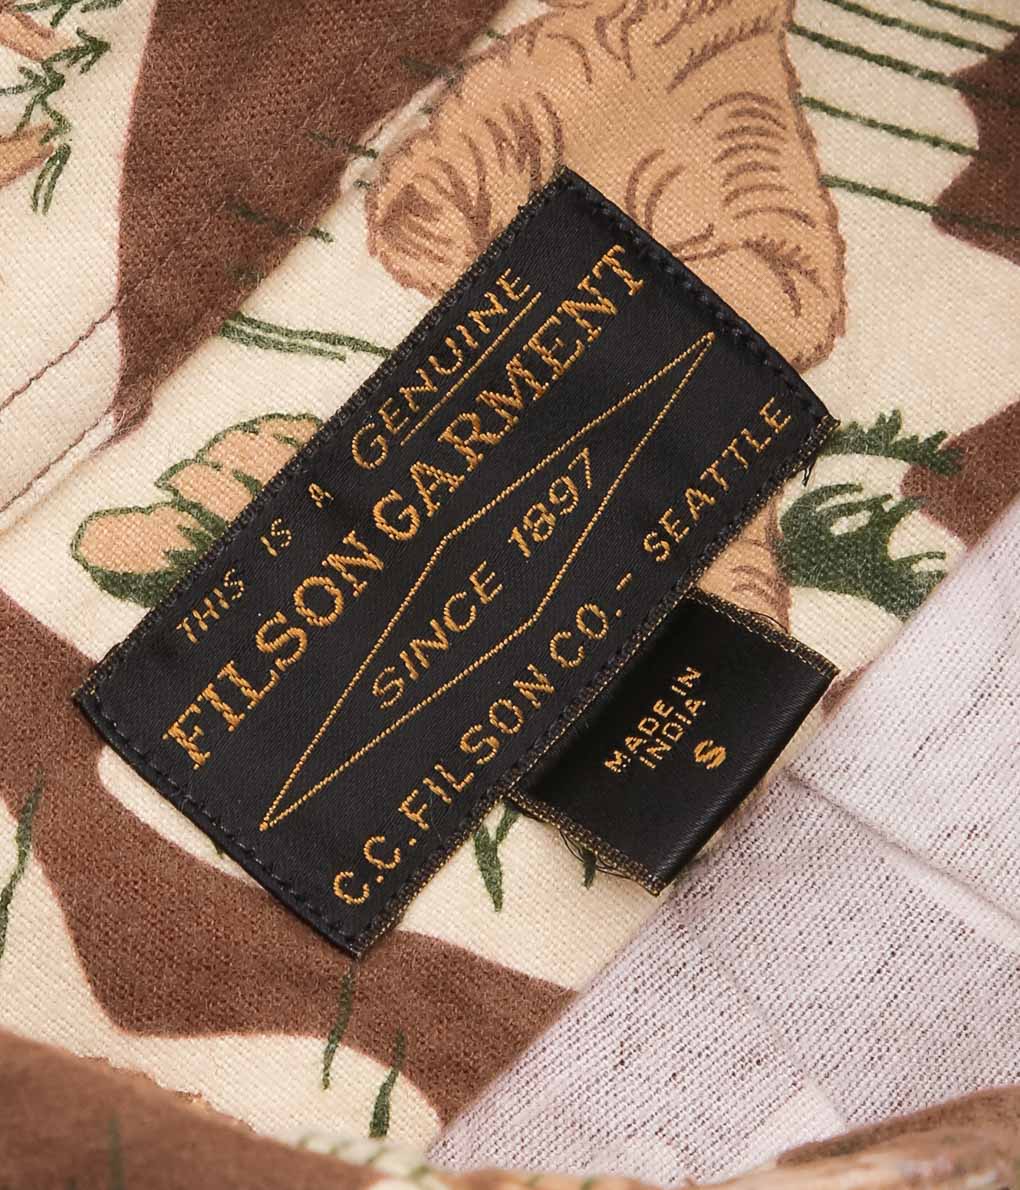 THIS IS A GENUINE
FILSON GARMENT
SINCE 1897
C.C.FILSON CO.- SEATTLE
MADE IN
INDIA
S